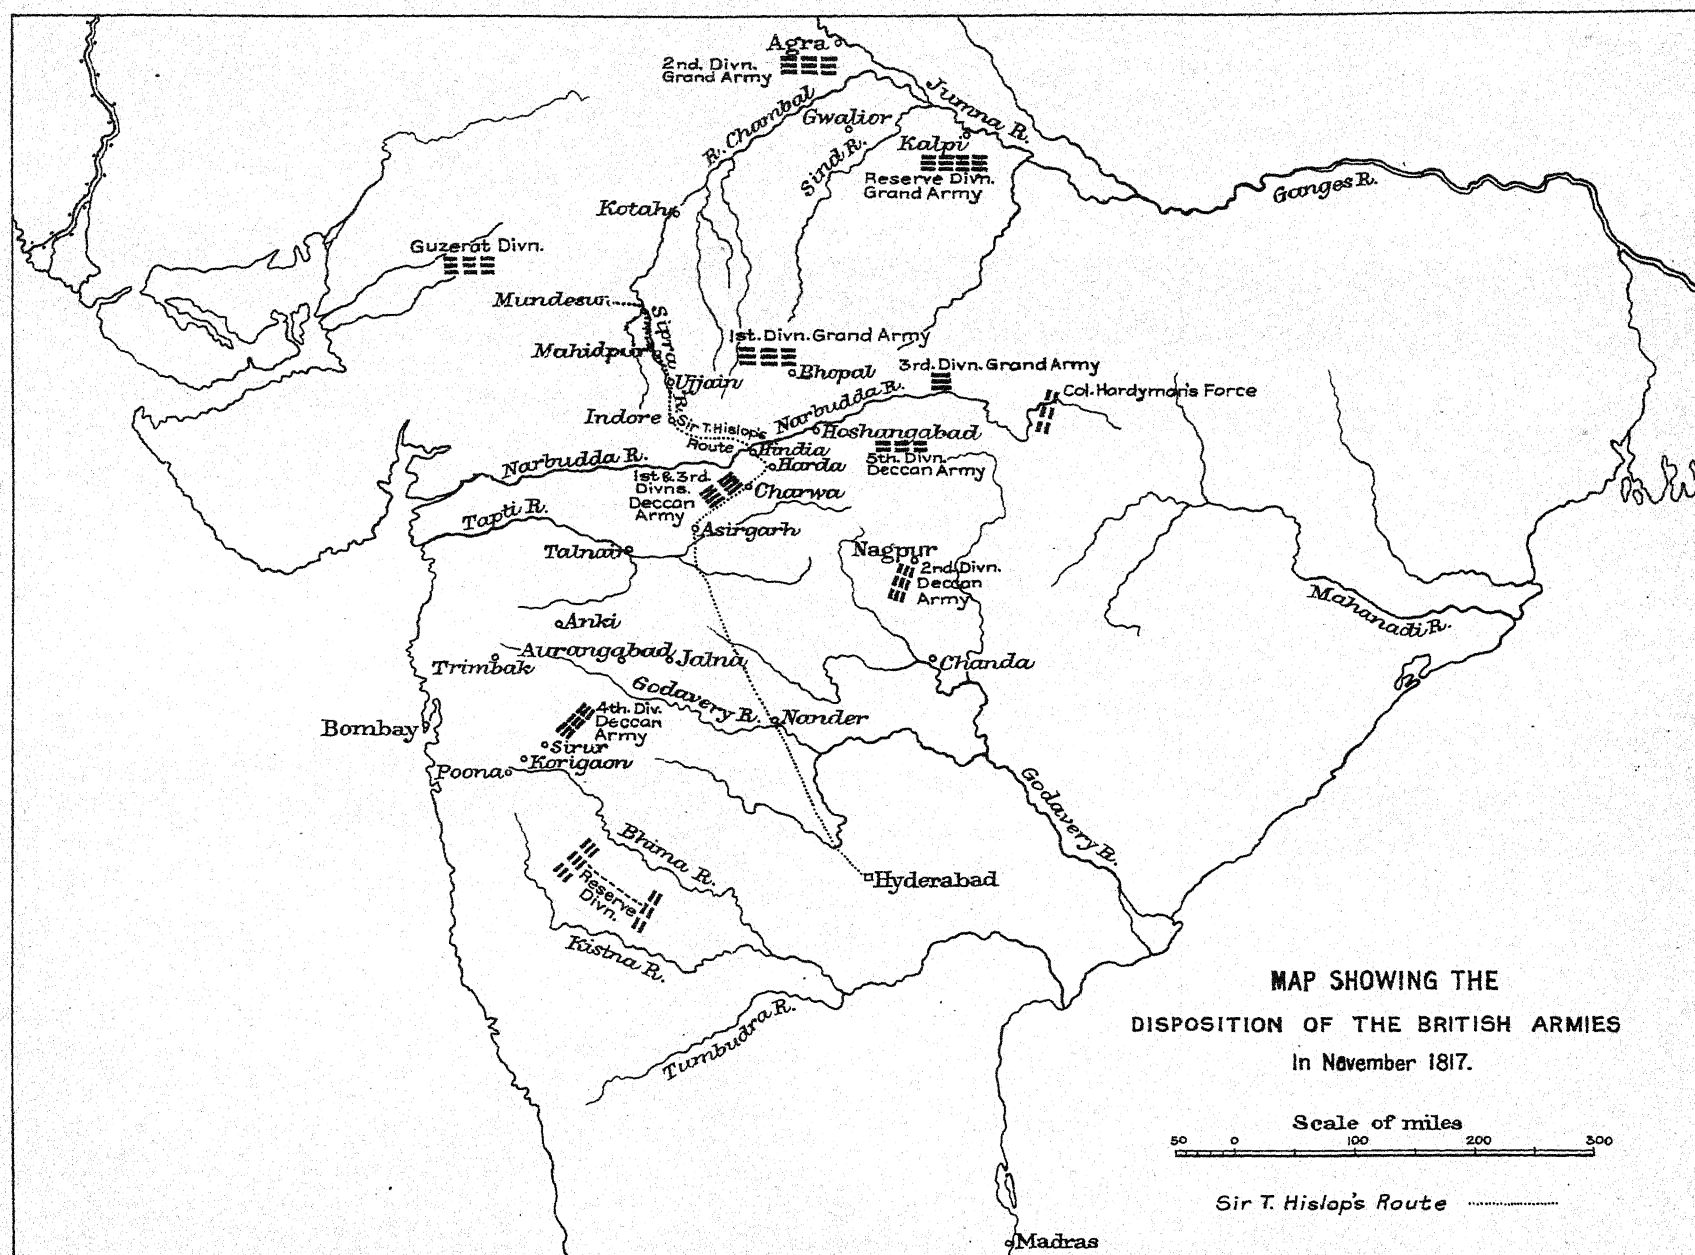 Agra
2nd. Divn.
Grand Army
R. Chambal
Jumna R.
Gwalior
Sind R.
Kalpi
Reserve Divn.
Grand Army
Ganges R.
Kotah
Guzerat Divn.
Mundesur
Sipra R.
1st. Divn. Grand Army
Mahidpur
Bhopal
3rd. Divn. Grand Army
Ujjain
Col. Hardyman's Force
Indore
Sir T. Hislop's
Route
Narbudda R.
Hoshangabad
Hindia
5th. Divn.
Deccan Army
Narbudda R.
Harda
1st & 3rd.
Divns.
Deccan
Army
Charwa
Tapti R.
Asirgarh
Talnair
Nagpur
2nd. Divn.
Deccan
Army
Mahanadi R.
Anki
Aurangabad
Jalna
Trimbak
Chanda
Godavery R.
4th. Div.
Deccan
Army
Nander
Bombay
Sirur
Korigaon
Poona
Godavery R.
Bhima R.
Reserve
Divn.
Hyderabad
Kistna R.
Tumbudra R.
MAP SHOWING THE
DISPOSITION OF THE BRITISH ARMIES
In November 1817.
Scale of miles
50 0 100 200 300
Sir T. Hislop's Route
Madras